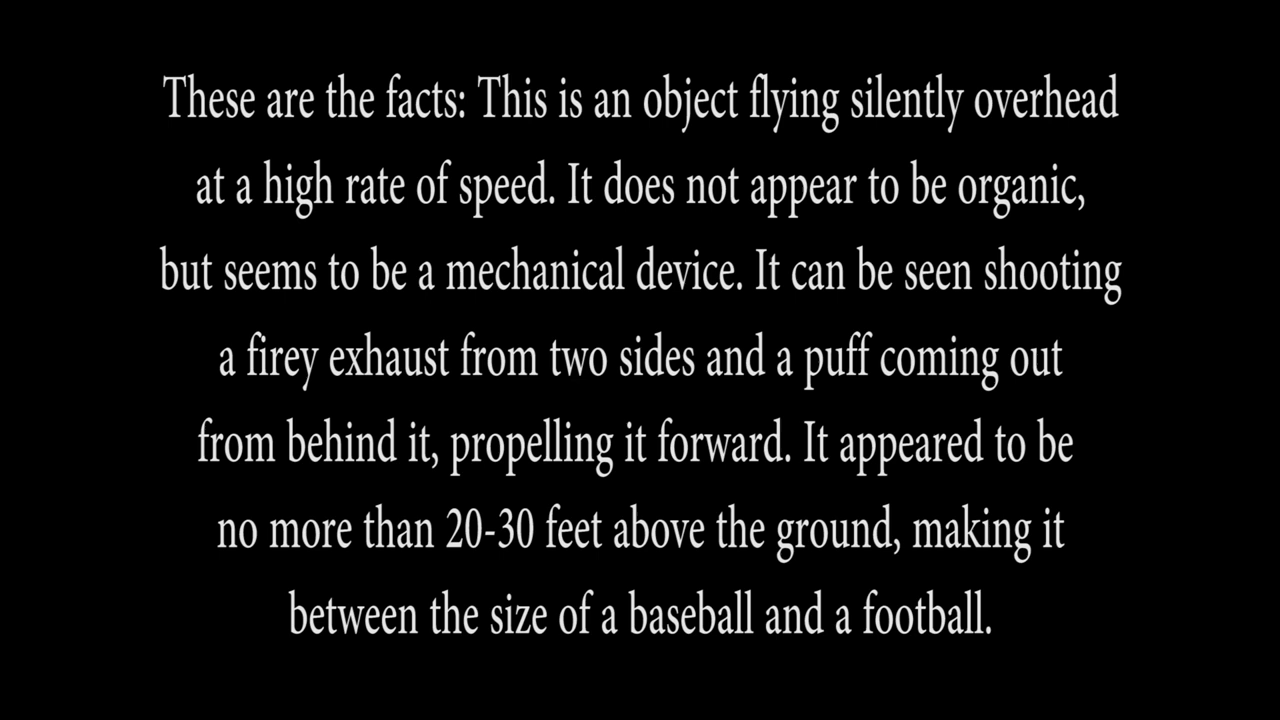 These are the facts: This is an object flying silently overhead
at a high rate of speed. It does not appear to be organic,
but seems to be a mechanical device. It can be seen shooting
a firey exhaust from two sides and a puff coming out
from behind it, propelling it forward. It appeared to be
no more than 20-30 feet above the ground, making it
between the size of a baseball and a football.